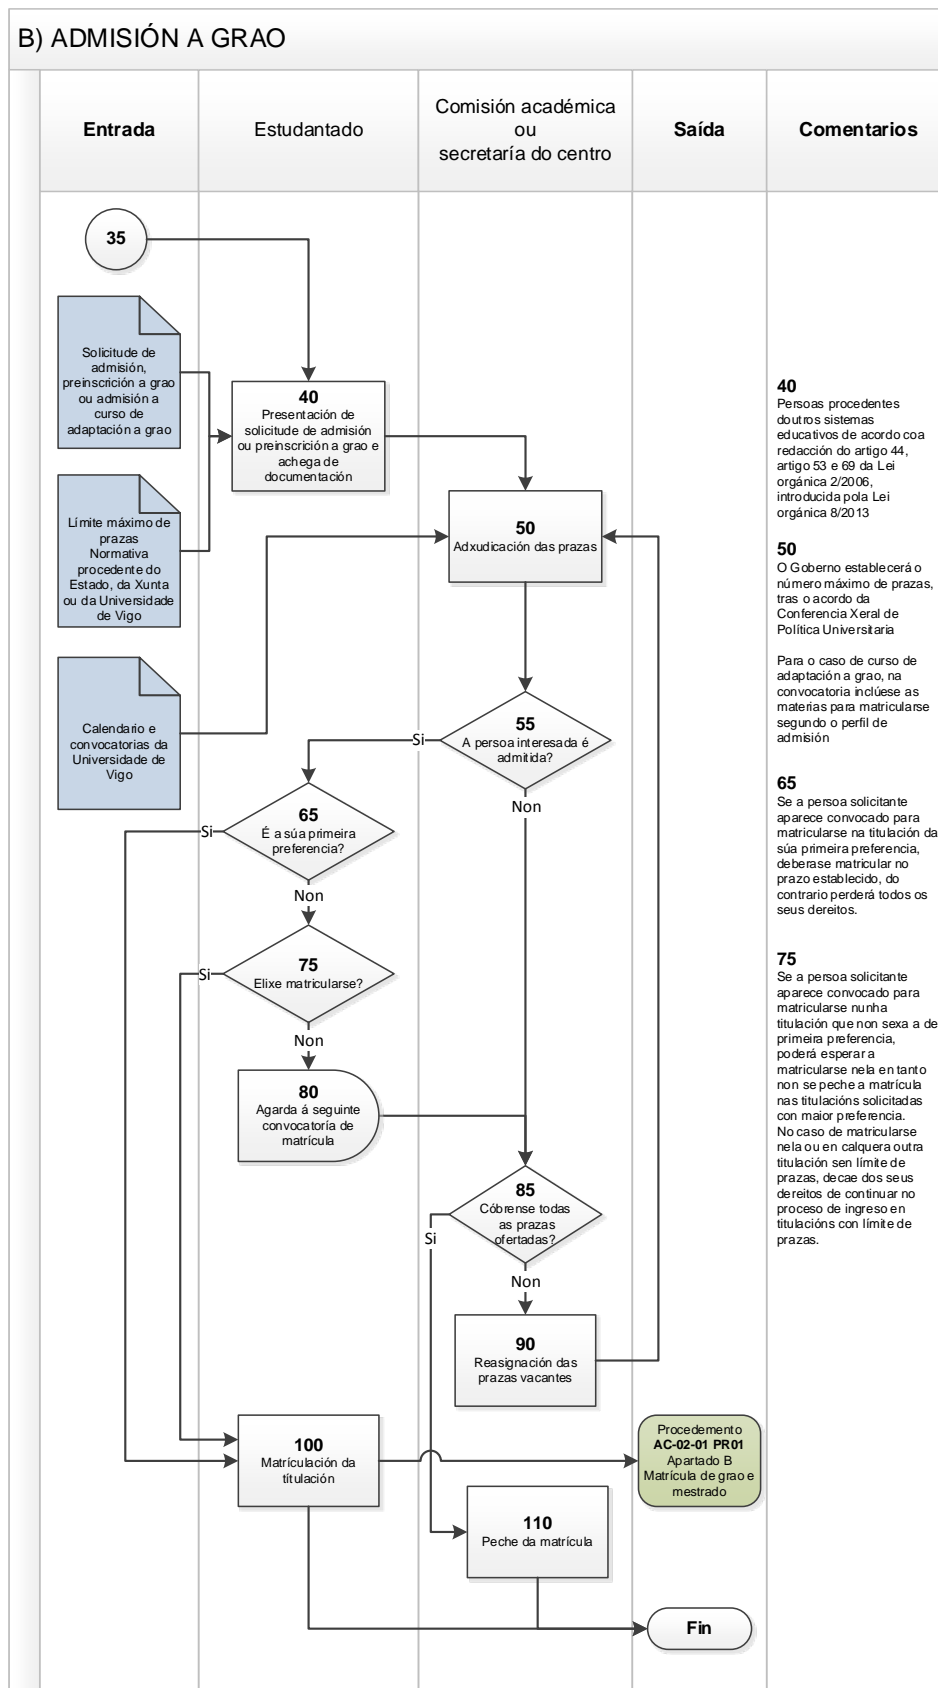 B) ADMISIÓN A GRAO
Entrada
Estudantado
Comisión académica
ou
secretaría do centro
Saída
Comentarios
35
Solicitude de
admisión,
preinscrición a grao
ou admisión a
curso de
adaptación a grao
40
Presentación de
solicitude de admisión
ou preinscrición a grao e
achega de
documentación
Límite máximo de
prazas
Normativa
procedente do
Estado, da Xunta
ou da Universidade
de Vigo
50
Adxudicación das prazas
Calendario e
convocatorias da
Universidade de
Vigo
55
A persoa interesada é
admitida?
Si
Non
65
É a súa primeira
preferencia?
Si
Non
75
Elixe matricularse?
Si
Non
80
Agarda á seguinte
convocatoría de
matrícula
85
Cóbrense todas
as prazas
ofertadas?
Si
Non
90
Reasignación das
prazas vacantes
100
Matrículación da
títulación
Procedemento
AC-02-01 PR01
Apartado B
Matrícula de grao e
mestrado
110
Peche da matrícula
Fin
40
Persoas procedentes
doutros sistemas
educativos de acordo coa
redacción do artigo 44,
artigo 53 e 69 da Lei
orgánica 2/2006,
introducida pola Lei
orgánica 8/2013
50
O Goberno establecerá o
número máximo de prazas,
tras o acordo da
Conferencia Xeral de
Política Universitaria
Para o caso de curso de
adaptación a grao, na
convocatoria inclúese as
materias para matricularse
segundo o perfil de
admisión
65
Se a persoa solicitante
aparece convocado para
matricularse na titulación da
súa primeira preferencia,
deberase matricular no
prazo establecido, do
contrario perderá todos os
seus dereitos.
75
Se a persoa solicitante
aparece convocado para
matricularse nunha
titulación que non sexa a de
primeira preferencia,
poderá esperar a
matricularse nela en tanto
non se peche a matrícula
nas titulacións solicitadas
con maior preferencia.
No caso de matricularse
nela ou en calquera outra
titulación sen límite de
prazas, decae dos seus
dereitos de continuar no
proceso de ingreso en
titulacións con límite de
prazas.